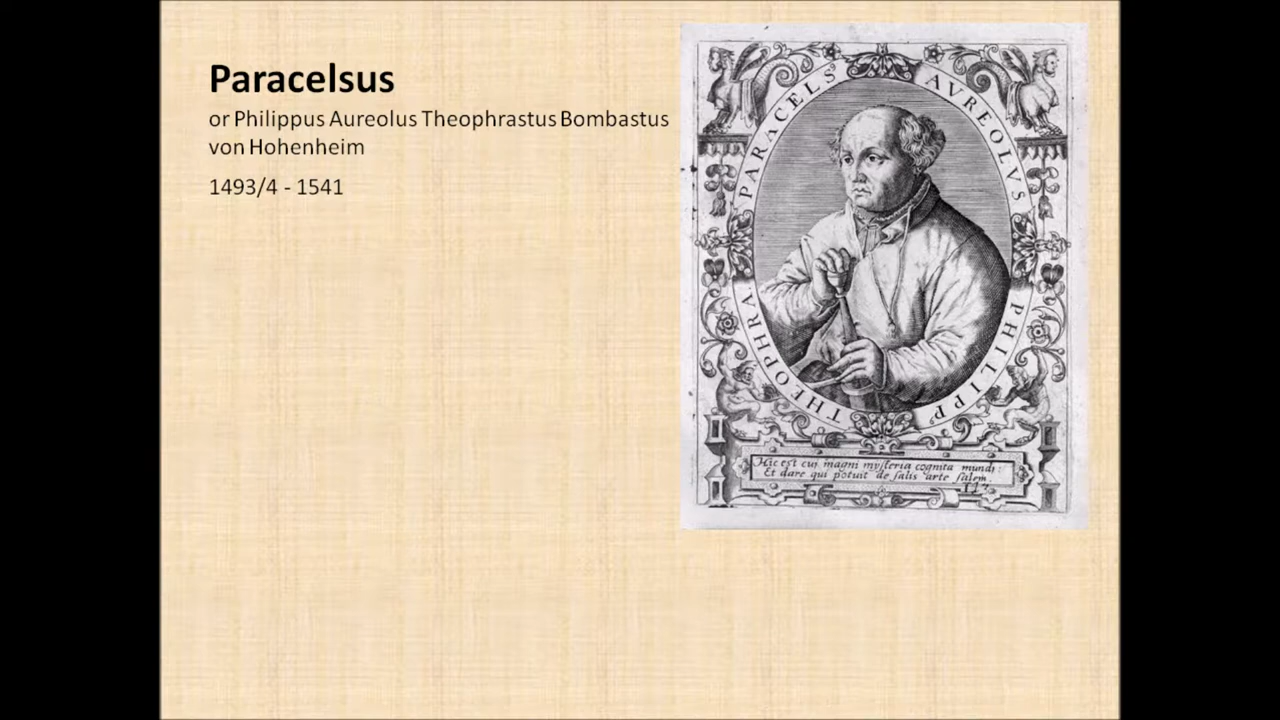 Paracelsus
or Philippus Aureolus Theophrastus Bombastus
von Hohenheim
1493/4 - 1541
AVREOLVS PHILIPP' THEOPHRA. PARACELS
Hic est cui magni mysteria cognita mundi:
Et dare qui potuit de salis arte salem.